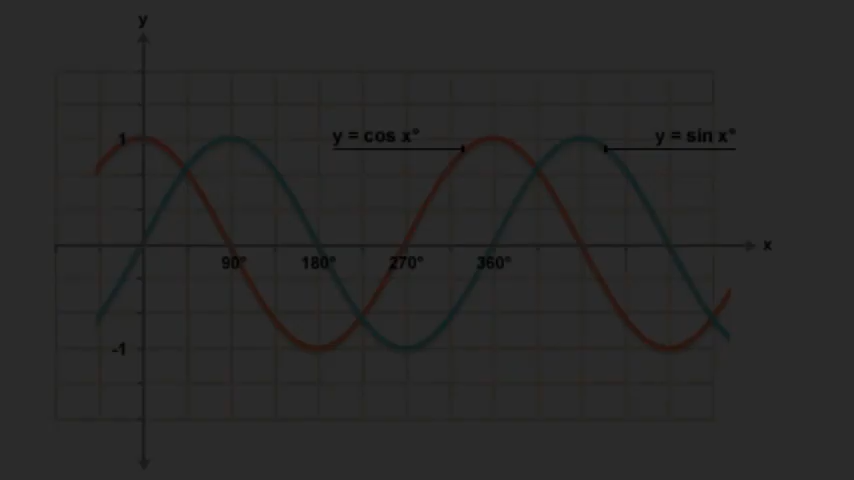 y
1
y = cos x°
y = sin x°
x
90°
180°
270°
360°
-1